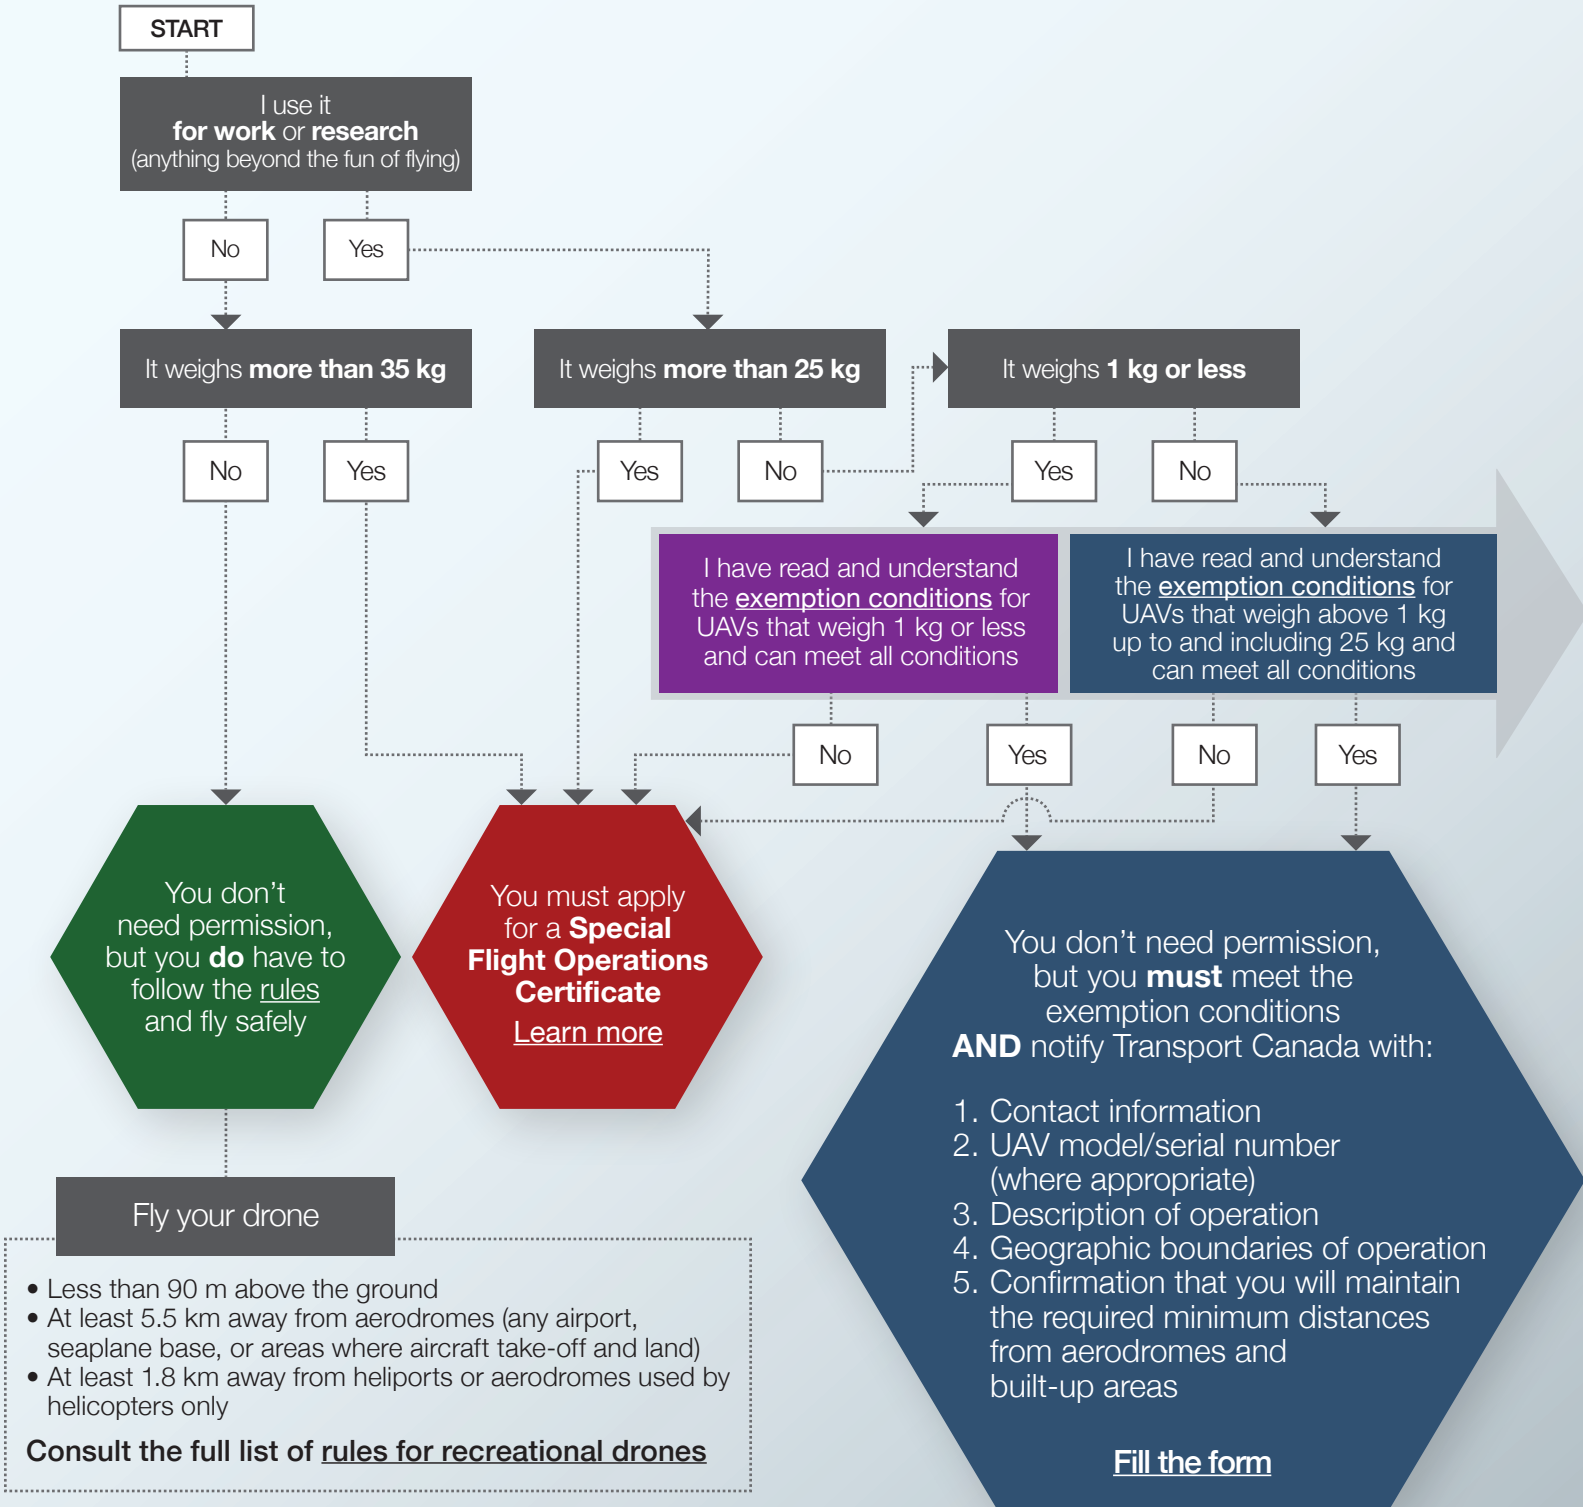 START
I use it
for work or research
(anything beyond the fun of flying)
No
Yes
It weighs more than 35 kg
It weighs more than 25 kg
It weighs 1 kg or less
No
Yes
Yes
No
Yes
No
I have read and understand
the exemption conditions for
UAVs that weigh 1 kg or less
and can meet all conditions
I have read and understand
the exemption conditions for
UAVs that weigh above 1 kg
up to and including 25 kg and
can meet all conditions
No
Yes
No
Yes
You don’t
need permission,
but you do have to
follow the rules
and fly safely
You must apply
for a Special
Flight Operations
Certificate
Learn more
You don’t need permission,
but you must meet the
exemption conditions
AND notify Transport Canada with:
1. Contact information
2. UAV model/serial number
(where appropriate)
3. Description of operation
4. Geographic boundaries of operation
5. Confirmation that you will maintain
the required minimum distances
from aerodromes and
built-up areas
Fill the form
Fly your drone
• Less than 90 m above the ground
• At least 5.5 km away from aerodromes (any airport,
seaplane base, or areas where aircraft take-off and land)
• At least 1.8 km away from heliports or aerodromes used by
helicopters only
Consult the full list of rules for recreational drones